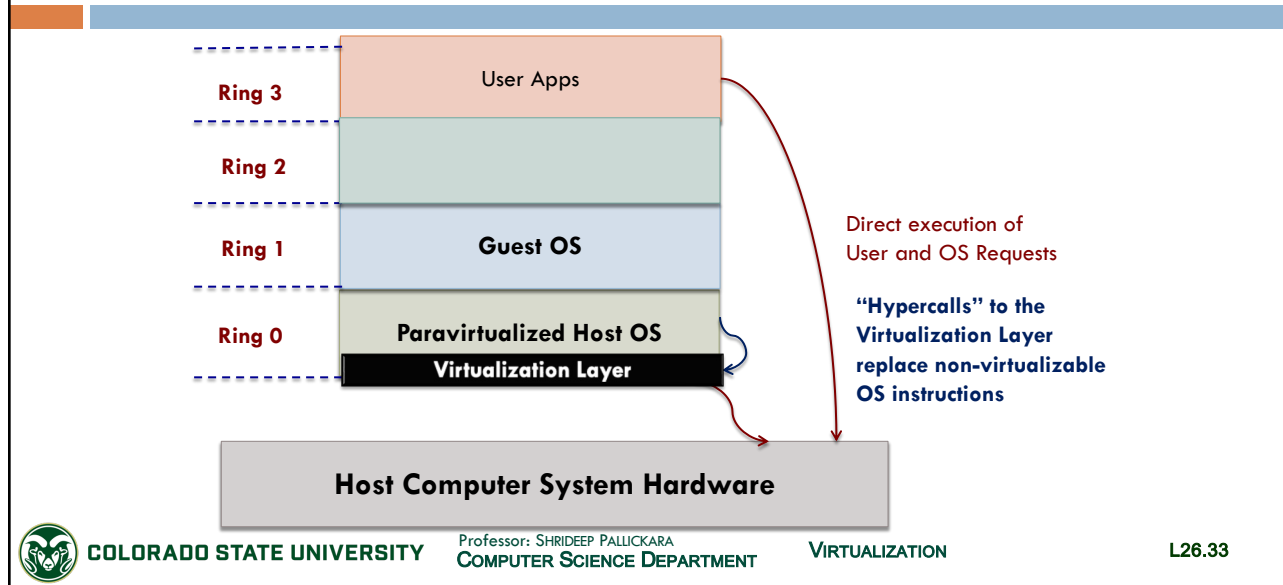 User Apps
Ring 3
Ring 2
Ring 1
Guest OS
Direct execution of
User and OS Requests
"Hypercalls" to the
Virtualization Layer
replace non-virtualizable
OS instructions
Ring 0
Paravirtualized Host OS
Virtualization Layer
Host Computer System Hardware
COLORADO STATE UNIVERSITY
Professor: SHRIDEEP PALLICKARA
COMPUTER SCIENCE DEPARTMENT
VIRTUALIZATION
L26.33